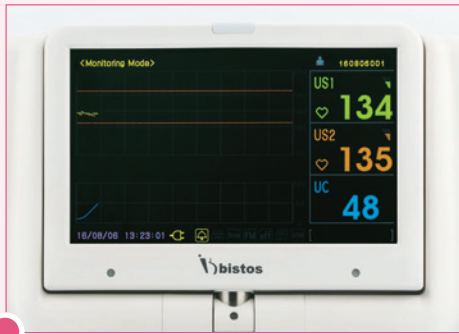 <Monitoring Mode>
160806001
US1
134
US2
135
UC
48
16/08/06 13:23:01
bistos